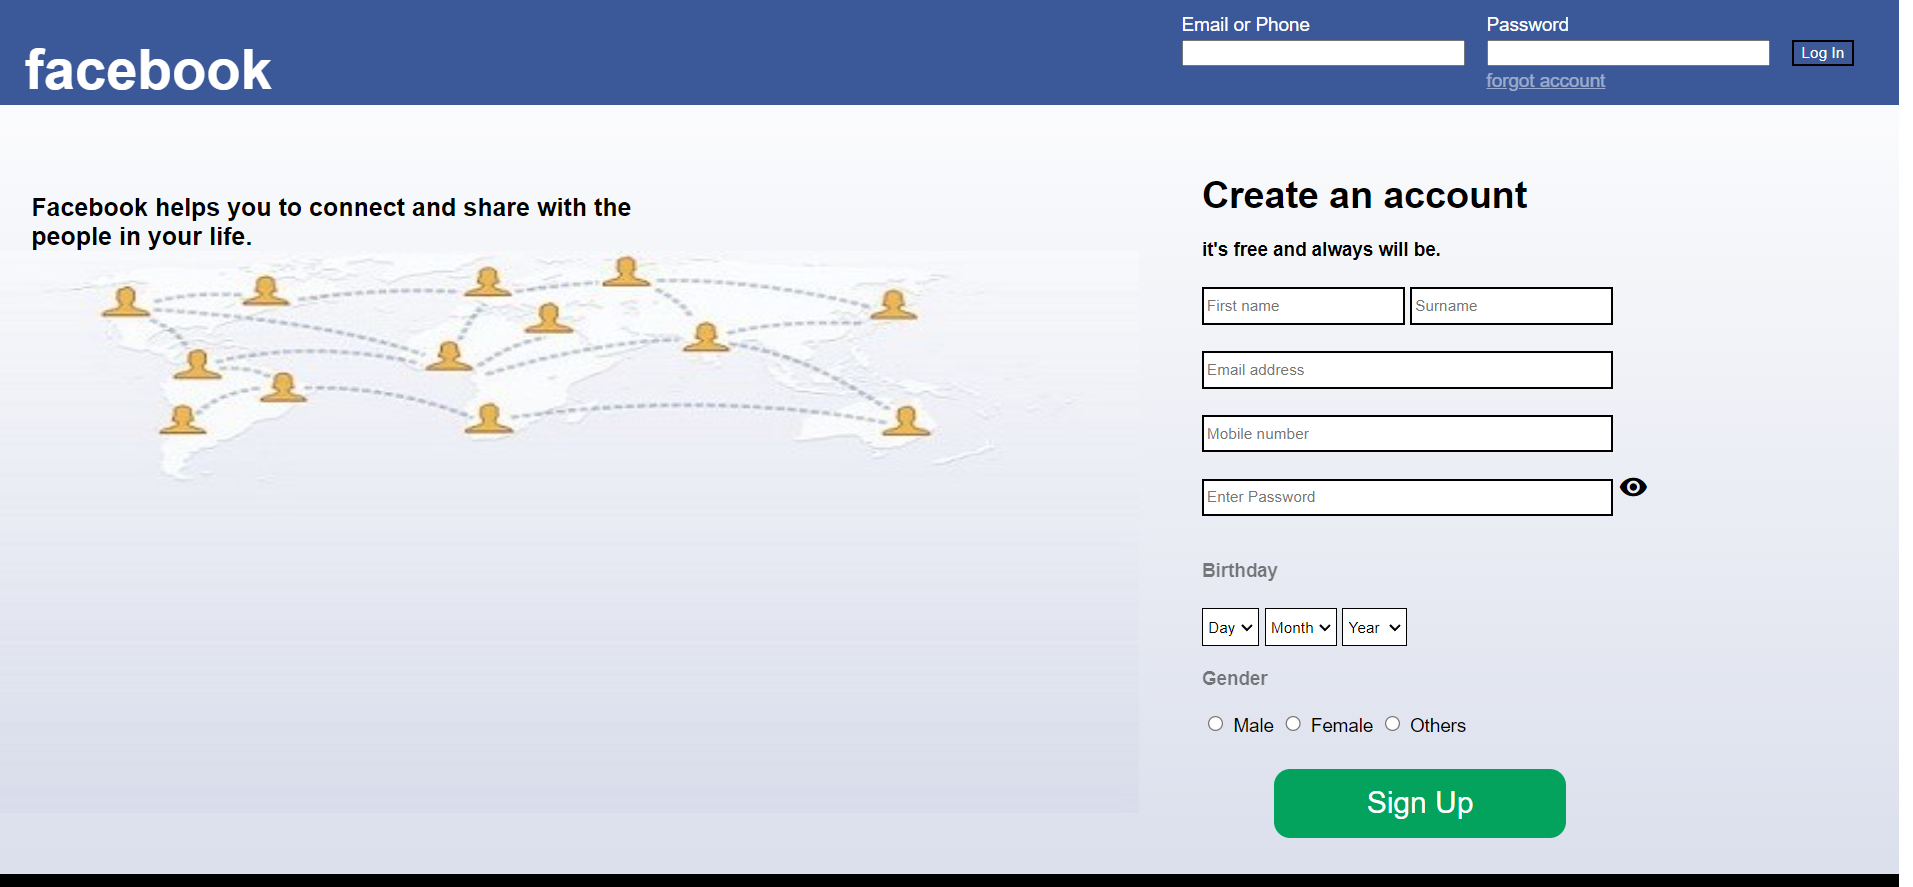 Email or Phone Password
facebook
Log In
forgot account
Facebook helps you to connect and share with the
people in your life.
Create an account
it's free and always will be.
First name Surname
Email address
Mobile number
Enter Password
Birthday
Day Month Year
Gender
Male Female Others
Sign Up